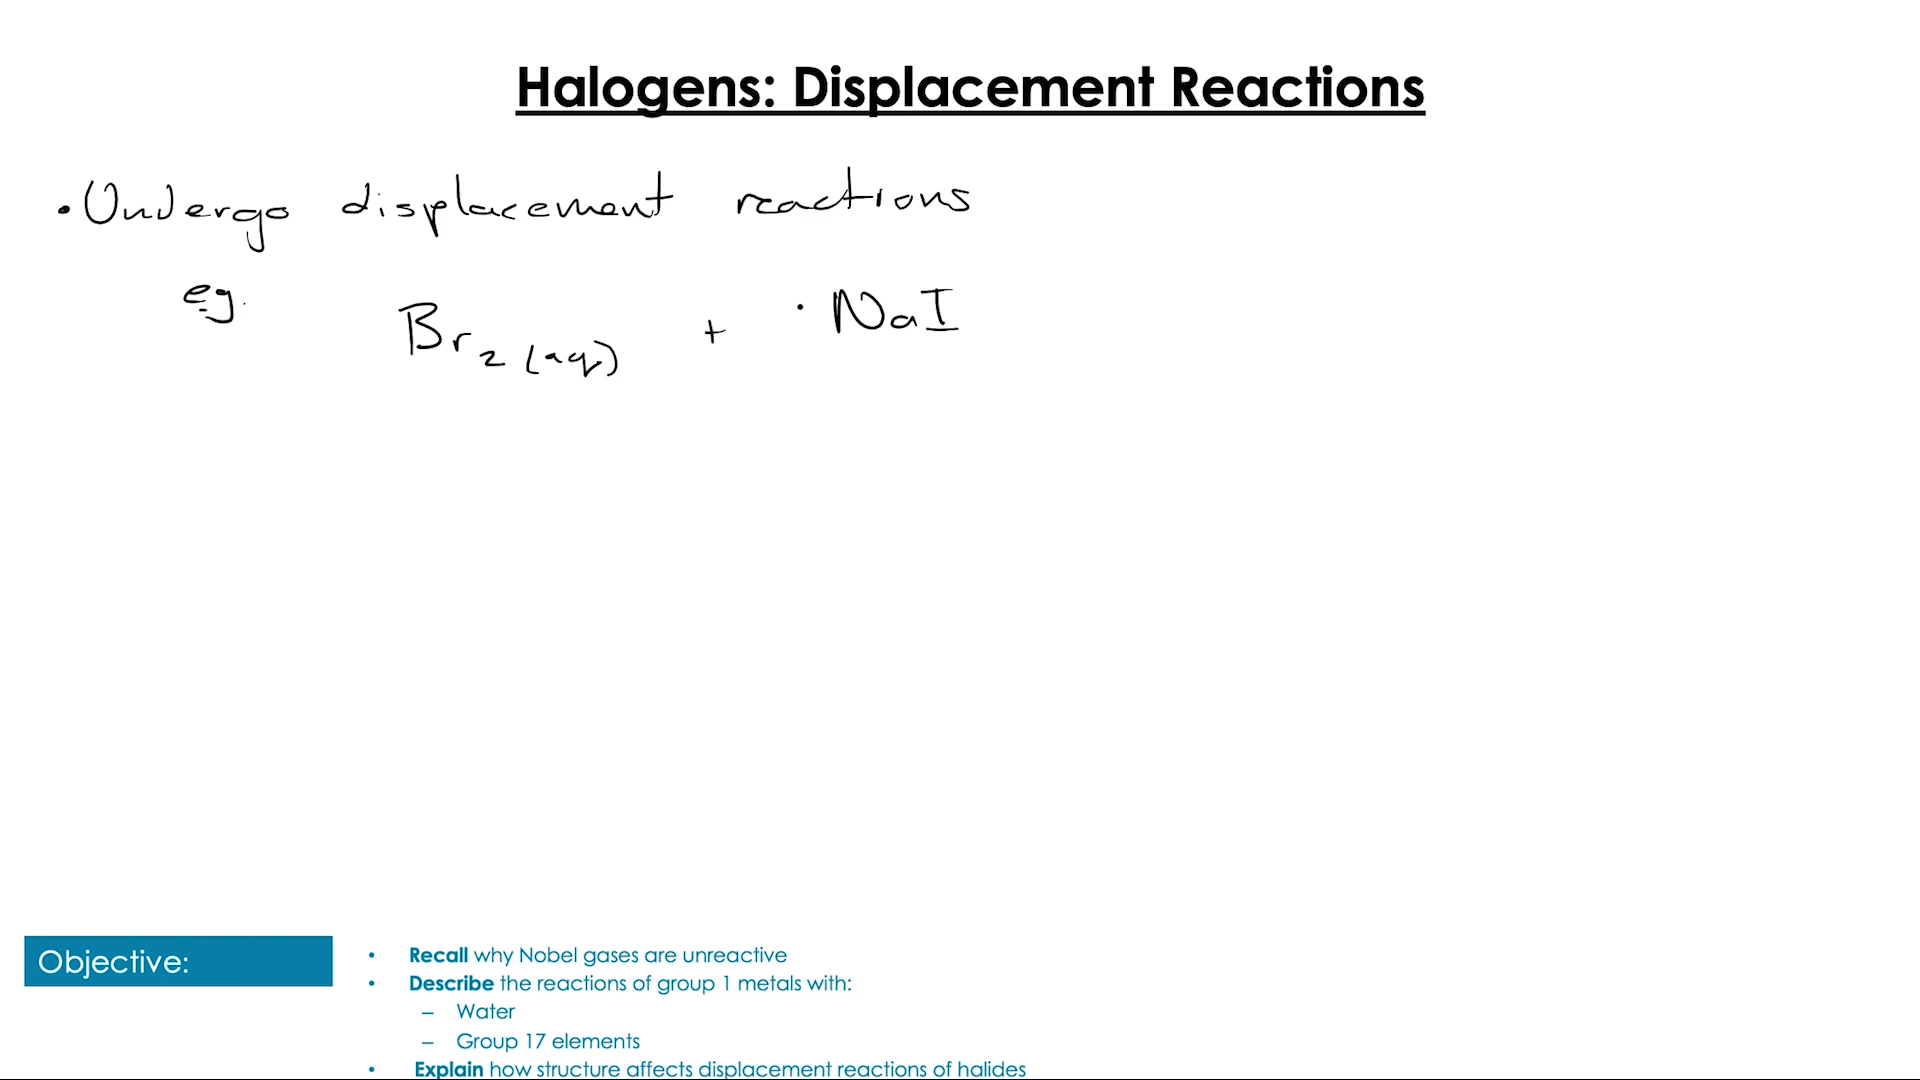 Halogens: Displacement Reactions
• Undergo displacement reactions
eg. Br₂ (aq) + NaI
Objective:
• Recall why Nobel gases are unreactive
• Describe the reactions of group 1 metals with:
– Water
– Group 17 elements
• Explain how structure affects displacement reactions of halides